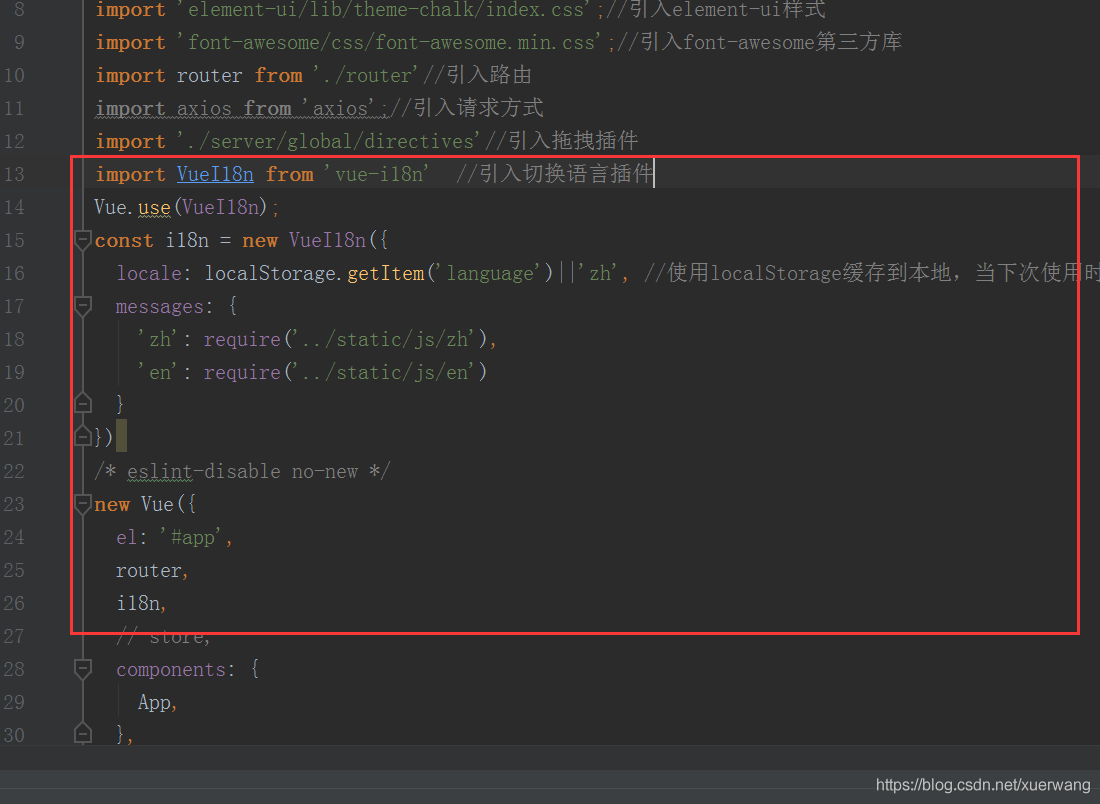 8 import 'element-ui/lib/theme-chalk/index.css';//引入element-ui样式
9 import 'font-awesome/css/font-awesome.min.css';//引入font-awesome第三方库
10 import router from './router'//引入路由
11 import axios from 'axios';//引入请求方式
12 import './server/global/directives'//引入拖拽插件
13 import VueI18n from 'vue-i18n'  //引入切换语言插件
14 Vue.use(VueI18n);
15 const i18n = new VueI18n({
16   locale: localStorage.getItem('language')||'zh', //使用localStorage缓存到本地，当下次使用时
17   messages: {
18     'zh': require('../static/js/zh'),
19     'en': require('../static/js/en')
20   }
21 })
22 /* eslint-disable no-new */
23 new Vue({
24   el: '#app',
25   router,
26   i18n,
27   // store,
28   components: {
29     App,
30   },
https://blog.csdn.net/xuerwang